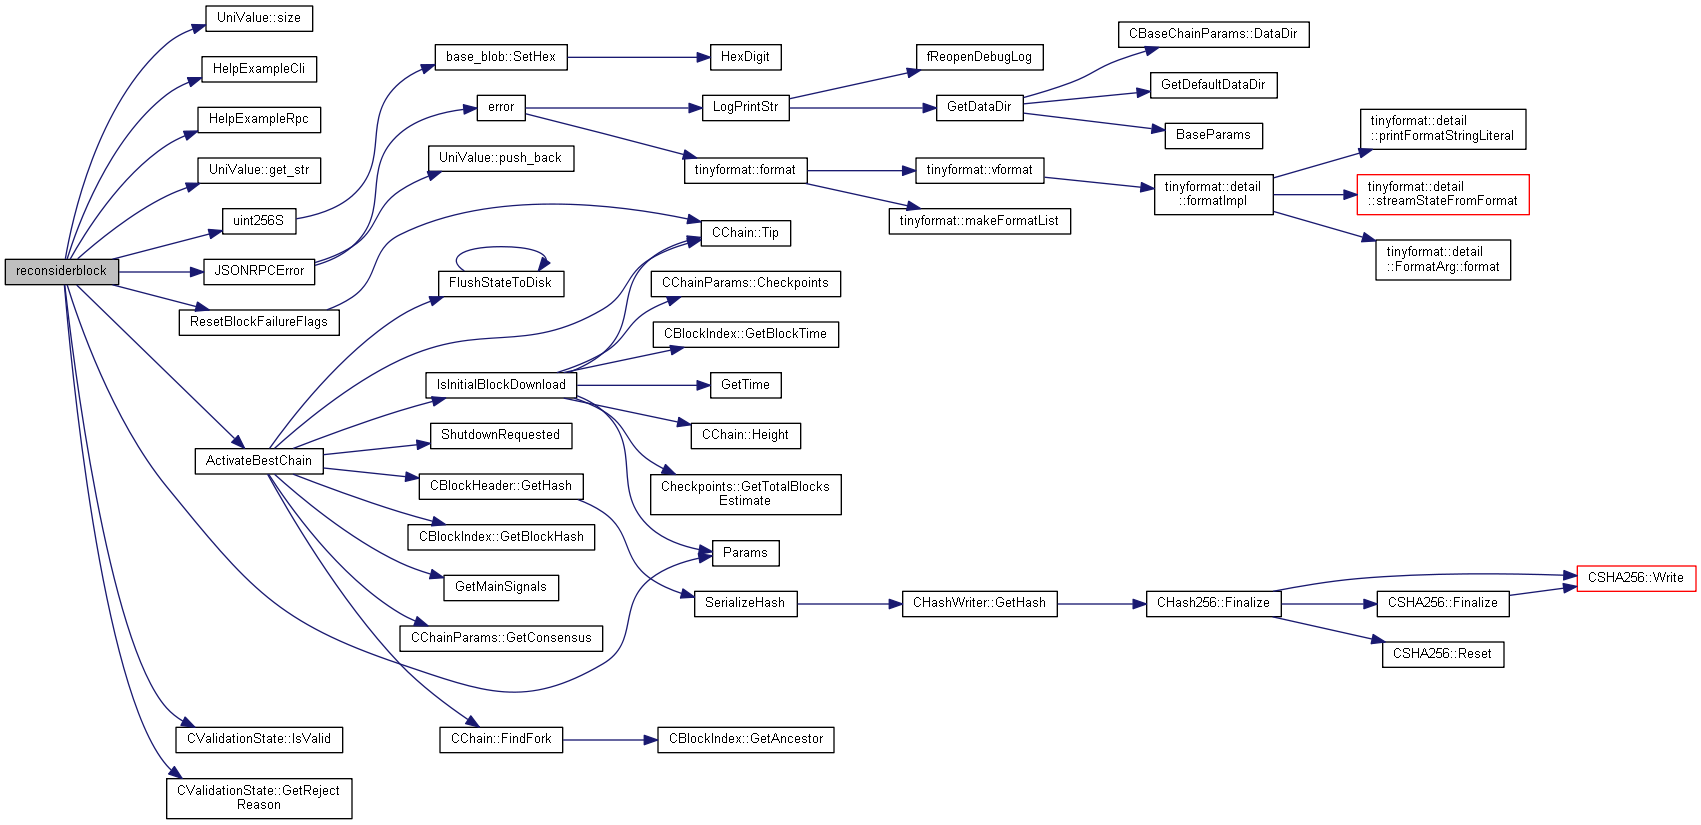 UniValue::size
HelpExampleCli
HelpExampleRpc
UniValue::get_str
uint256S
reconsiderblock
JSONRPCError
ResetBlockFailureFlags
ActivateBestChain
CValidationState::IsValid
CValidationState::GetReject
Reason
base_blob::SetHex
error
UniValue::push_back
FlushStateToDisk
IsInitialBlockDownload
ShutdownRequested
CBlockHeader::GetHash
CBlockIndex::GetBlockHash
GetMainSignals
CChainParams::GetConsensus
CChain::FindFork
HexDigit
LogPrintStr
tinyformat::format
CChain::Tip
CChainParams::Checkpoints
CBlockIndex::GetBlockTime
GetTime
CChain::Height
Checkpoints::GetTotalBlocks
Estimate
Params
SerializeHash
CBlockIndex::GetAncestor
fReopenDebugLog
GetDataDir
tinyformat::vformat
tinyformat::makeFormatList
CHashWriter::GetHash
CBaseChainParams::DataDir
GetDefaultDataDir
BaseParams
tinyformat::detail
::formatImpl
CHash256::Finalize
tinyformat::detail
::printFormatStringLiteral
tinyformat::detail
::streamStateFromFormat
tinyformat::detail
::FormatArg::format
CSHA256::Finalize
CSHA256::Reset
CSHA256::Write